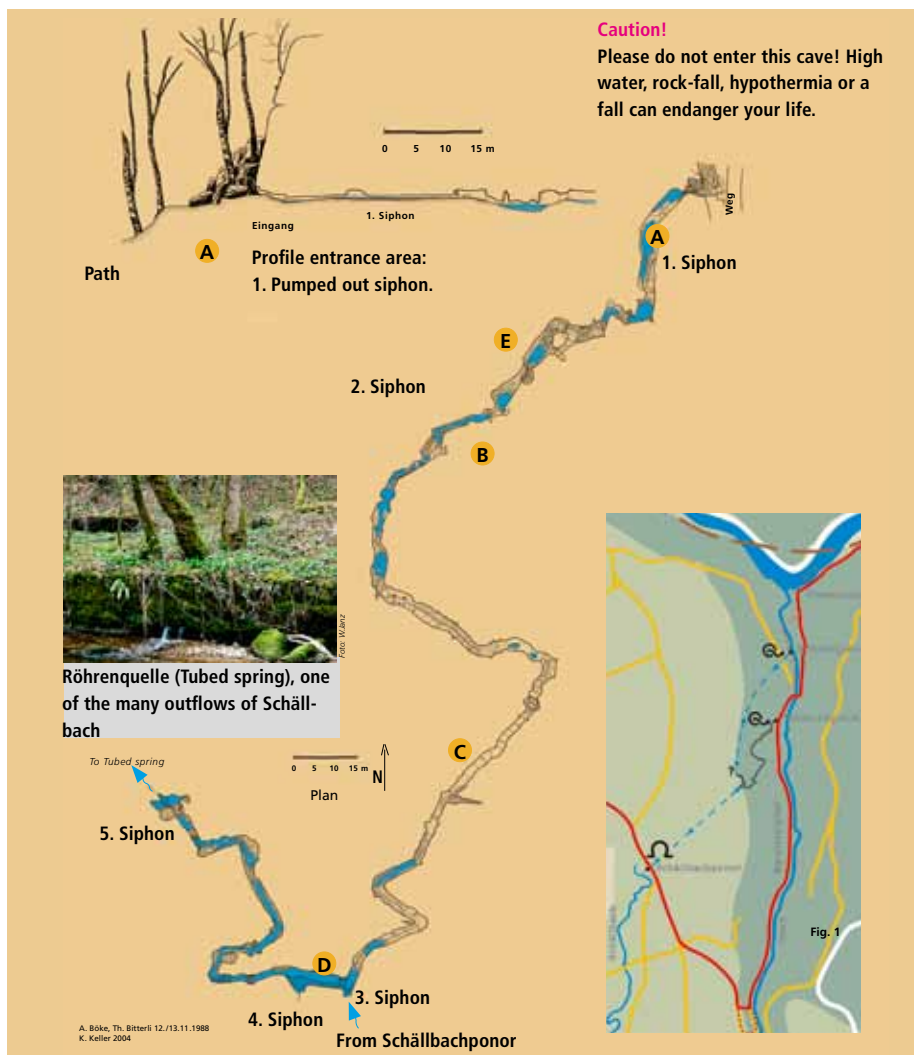 Caution!
Please do not enter this cave! High
water, rock-fall, hypothermia or a
fall can endanger your life.
0 5 10 15 m
Weg
1. Siphon
Eingang
A
A
Profile entrance area:
1. Pumped out siphon.
Path
1. Siphon
E
2. Siphon
B
Foto: W.Janz
Röhrenquelle (Tubed spring), one
of the many outflows of Schäll-
bach
C
To Tubed spring
0 5 10 15 m
N
Plan
5. Siphon
?
Schällbachponor
Fig. 1
D
3. Siphon
4. Siphon
A. Böke, Th. Bitterli 12./13.11.1988
K. Keller 2004
From Schällbachponor